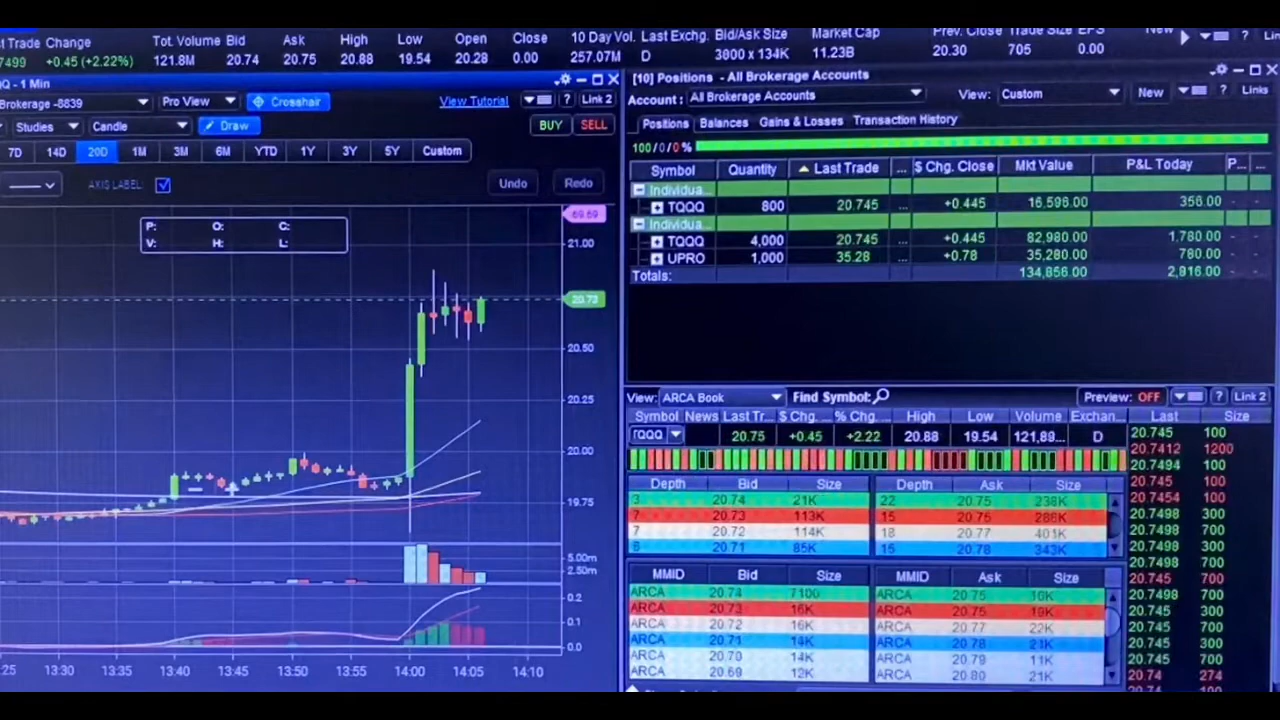 t Trade Change Tot. Volume Bid Ask High Low Open Close 10 Day Vol. Last Exchg. Bid/Ask Size Market Cap Prev. Close Trade Size EPS New ? Lin
7499 +0.45 (+2.22%) 121.8M 20.74 20.75 20.88 19.54 20.28 0.00 257.07M D 3800 x 134K 11.23B 20.30 705 0.00
QQ - 1 Min
Brokerage -8839 Pro View Crosshair View Tutorial ? Link 2
Studies Candle Draw BUY SELL
7D 14D 20D 1M 3M 6M YTD 1Y 3Y 5Y Custom
AXIS LABEL: Undo Redo
P: O: C:
V: H: L:
69.69
21.00
20.73
20.50
20.25
20.00
19.75
5.00m
2.50m
0.2
0.1
0.0
:25 13:30 13:35 13:40 13:45 13:50 13:55 14:00 14:05 14:10
[10] Positions - All Brokerage Accounts
Account: All Brokerage Accounts View: Custom New ? Links
Positions Balances Gains & Losses Transaction History
100/0/0 %
Symbol Quantity Last Trade ... $ Chg. Close Mkt Value P&L Today P... ...
Individua...
TQQQ 800 20.745 ... +0.445 16,596.00 356.00 - -
Individua...
TQQQ 4,000 20.745 ... +0.445 82,980.00 1,780.00 - -
UPRO 1,000 35.28 ... +0.78 35,280.00 780.00 - -
Totals: 134,856.00 2,916.00 - -
View: ARCA Book Find Symbol: Preview: OFF ? Link 2
Symbol News Last Tr... $ Chg... % Chg... High Low Volume Exchan...
TQQQ 20.75 +0.45 +2.22 20.88 19.54 121,89... D
Depth Bid Size Depth Ask Size
3 20.74 21K 22 20.75 238K
7 20.73 113K 15 20.76 286K
7 20.72 114K 18 20.77 401K
8 20.71 85K 15 20.78 343K
MMID Bid Size MMID Ask Size
ARCA 20.74 7100 ARCA 20.75 16K
ARCA 20.73 16K ARCA 20.76 19K
ARCA 20.72 16K ARCA 20.77 22K
ARCA 20.71 14K ARCA 20.78 21K
ARCA 20.70 14K ARCA 20.79 11K
ARCA 20.69 12K ARCA 20.80 21K
Last Size
20.745 100
20.7412 1200
20.7494 100
20.745 100
20.7454 100
20.7498 300
20.7498 700
20.7498 300
20.7498 700
20.745 700
20.7498 700
20.745 300
20.745 700
20.745 300
20.745 700
20.74 274